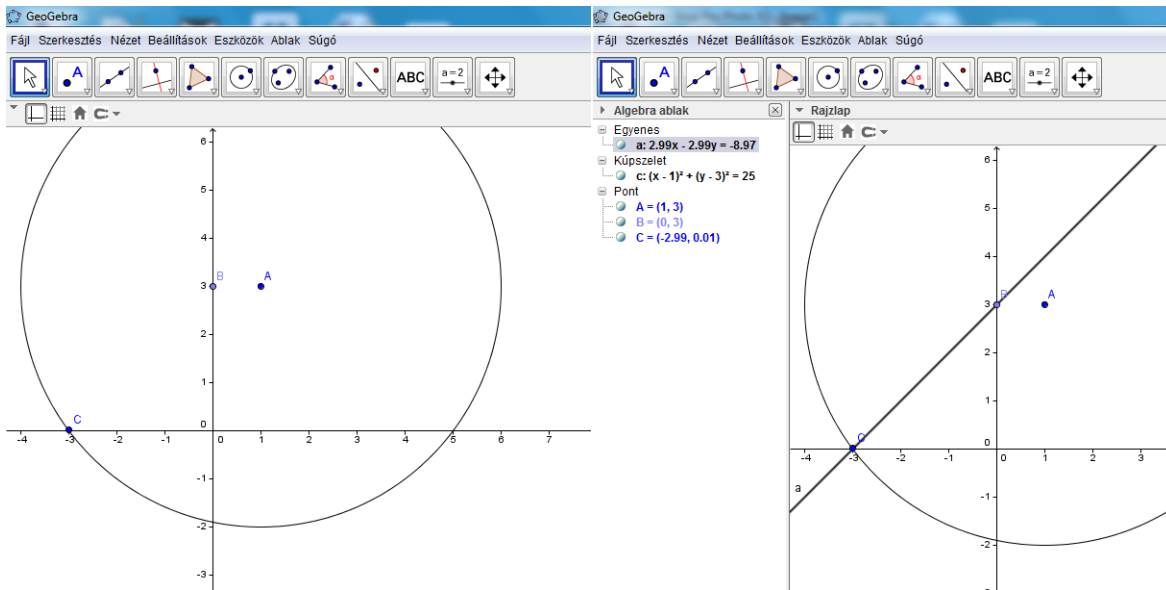 GeoGebra
Fájl Szerkesztés Nézet Beállítások Eszközök Ablak Súgó
A
α
ABC
a=2
6
5
4
B
A
3
2
1
C
0
-4
-3
-2
-1
0
1
2
3
4
5
6
7
-1
-2
-3
GeoGebra
Fájl Szerkesztés Nézet Beállítások Eszközök Ablak Súgó
A
α
ABC
a=2
Algebra ablak
Egyenes
a: 2.99x - 2.99y = -8.97
Kúpszelet
c: (x - 1)² + (y - 3)² = 25
Pont
A = (1, 3)
B = (0, 3)
C = (-2.99, 0.01)
Rajzlap
6
5
4
B
A
3
2
1
C
0
-4
-3
-2
-1
0
1
2
3
a
-1
-2